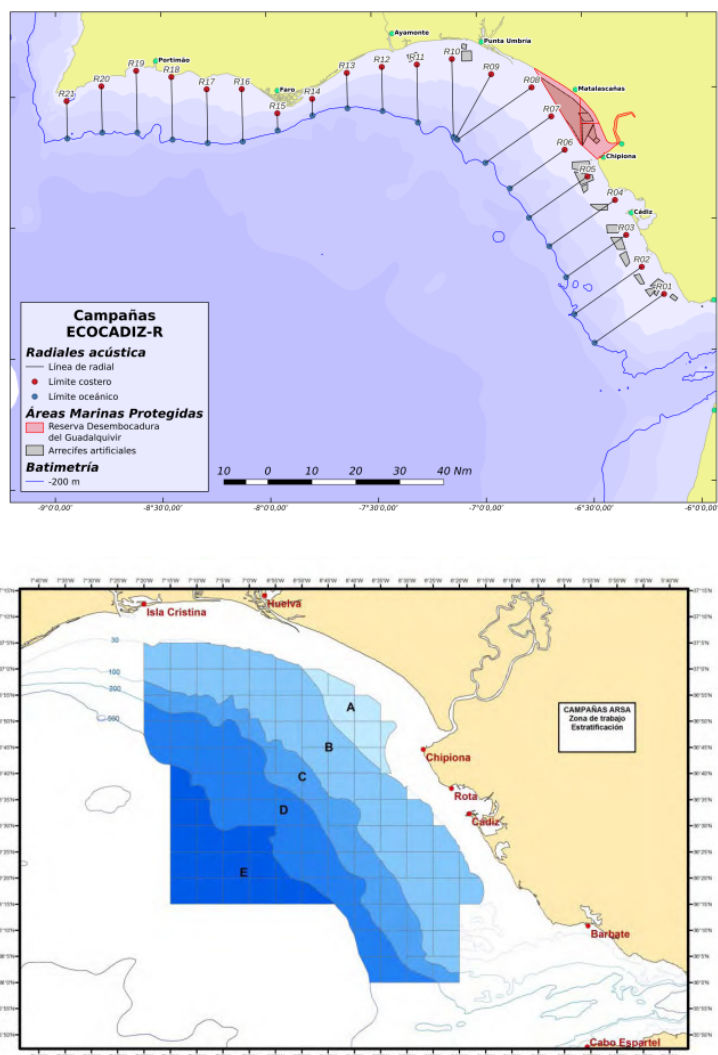 Ayamonte
Punta Umbria
R10
R11
R12
R13
R09
R19
Portimão
R18
R20
R17
R16
R21
Faro
R14
R15
R08
Matalascañas
R07
R06
Chipiona
R05
R04
Cádiz
R03
R02
R01
Campañas
ECOCADIZ-R
Radiales acústica
Línea de radial
Límite costero
Límite oceánico
Áreas Marinas Protegidas
Reserva Desembocadura
del Guadalquivir
Arrecifes artificiales
Batimetría
-200 m
10 0 10 20 30 40 Nm
-9°0'0,00" -8°30'0,00" -8°0'0,00" -7°30'0,00" -7°0'0,00" -6°30'0,00" -6°0'0,00"
Isla Cristina
Huelva
30
100
200
500
A
B
C
D
E
CAMPAÑAS ARSA
Zona de trabajo
Estratificación
Chipiona
Rota
Cádiz
Barbate
Cabo Espartel